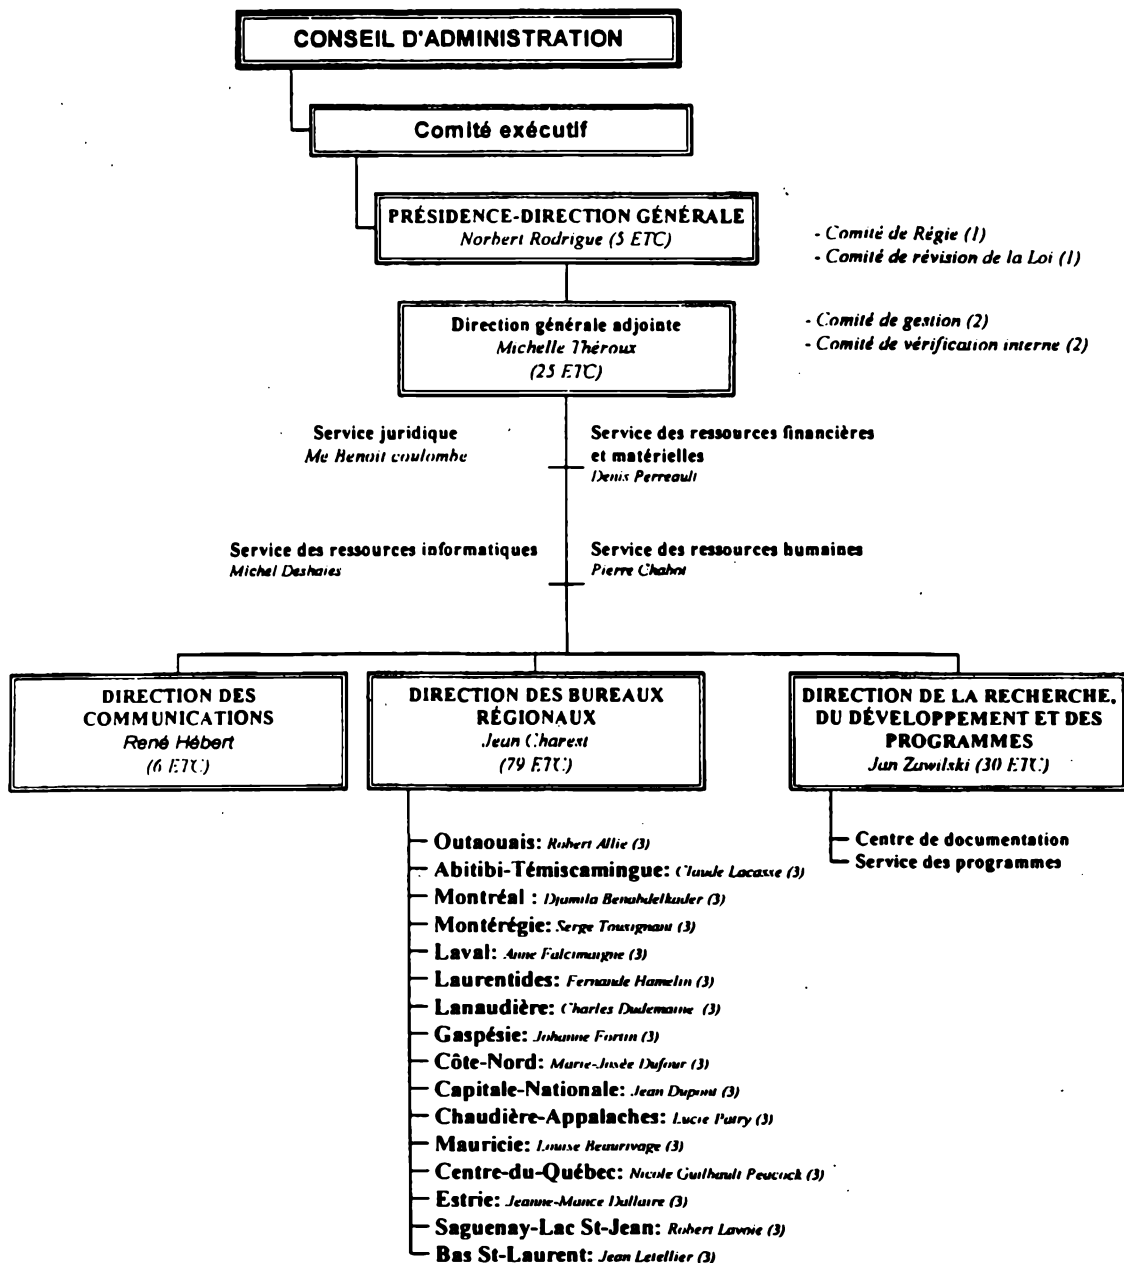 CONSEIL D'ADMINISTRATION
Comité exécutif
PRÉSIDENCE-DIRECTION GÉNÉRALE
Norbert Rodrigue (5 ETC)
- Comité de Régie (1)
- Comité de révision de la Loi (1)
Direction générale adjointe
Michelle Théroux
(25 ETC)
- Comité de gestion (2)
- Comité de vérification interne (2)
Service juridique
Me Benoit coulombe
Service des ressources financières
et matérielles
Denis Perreault
Service des ressources informatiques
Michel Deshaies
Service des ressources humaines
Pierre Chabot
DIRECTION DES
COMMUNICATIONS
René Hébert
(6 ETC)
DIRECTION DES BUREAUX
RÉGIONAUX
Jean Charest
(79 ETC)
DIRECTION DE LA RECHERCHE,
DU DÉVELOPPEMENT ET DES
PROGRAMMES
Jan Zawilski (30 ETC)
Outaouais: Robert Allie (3)
Abitibi-Témiscamingue: Claude Lacasse (3)
Montréal : Djamila Benabdelkader (3)
Montérégie: Serge Tousignant (3)
Laval: Anne Falcimaigne (3)
Laurentides: Fernande Hamelin (3)
Lanaudière: Charles Dudemaine (3)
Gaspésie: Johanne Fortin (3)
Côte-Nord: Marie-Josée Dufour (3)
Capitale-Nationale: Jean Dupont (3)
Chaudière-Appalaches: Lucie Patry (3)
Mauricie: Louise Beaurivage (3)
Centre-du-Québec: Nicole Guilbault Peacock (3)
Estrie: Jeanne-Mance Dallaire (3)
Saguenay-Lac St-Jean: Robert Lavoie (3)
Bas St-Laurent: Jean Letellier (3)
Centre de documentation
Service des programmes